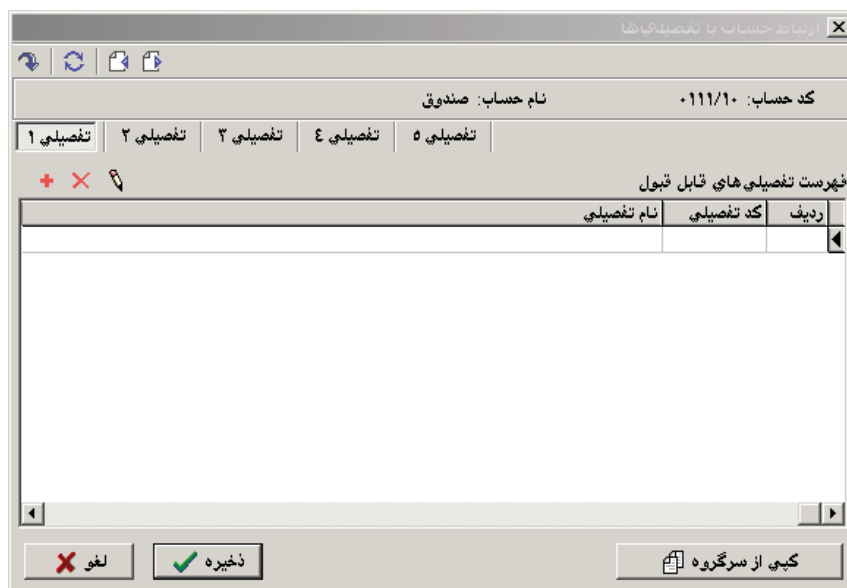 ارتباط حساب با تفصیلی‌ها
کد حساب: ۰۱۱۱/۱۰ نام حساب: صندوق
تفصیلی ۱ تفصیلی ۲ تفصیلی ۳ تفصیلی ٤ تفصیلی ۵
فهرست تفصیلی‌های قابل قبول
ردیف کد تفصیلی نام تفصیلی
کپی از سرگروه ذخیره لغو